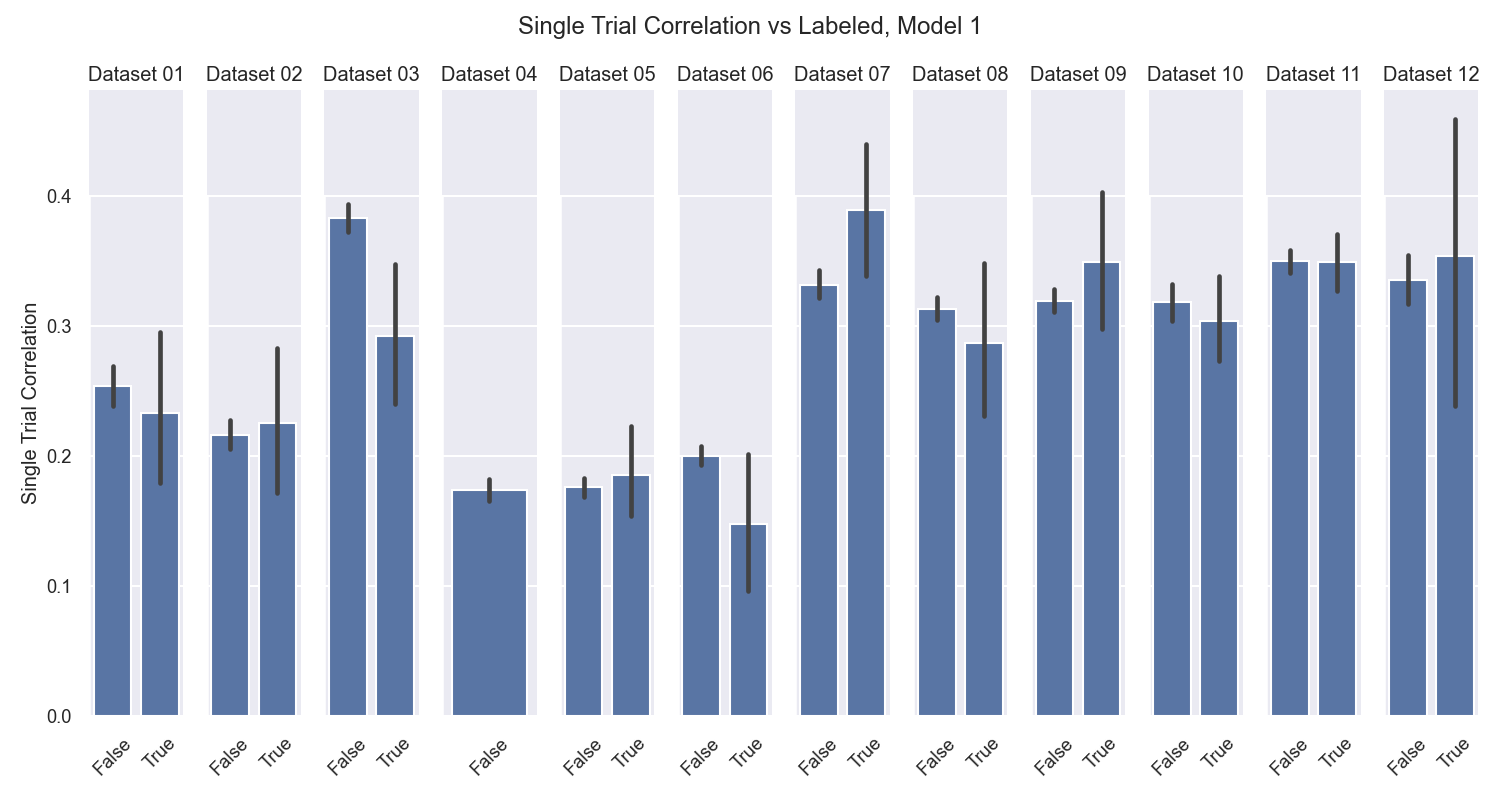 Single Trial Correlation vs Labeled, Model 1
Dataset 01 Dataset 02 Dataset 03 Dataset 04 Dataset 05 Dataset 06 Dataset 07 Dataset 08 Dataset 09 Dataset 10 Dataset 11 Dataset 12
0.4
0.3
0.2
0.1
0.0
Single Trial Correlation
False True False True False True False False True False True False True False True False True False True False True False True